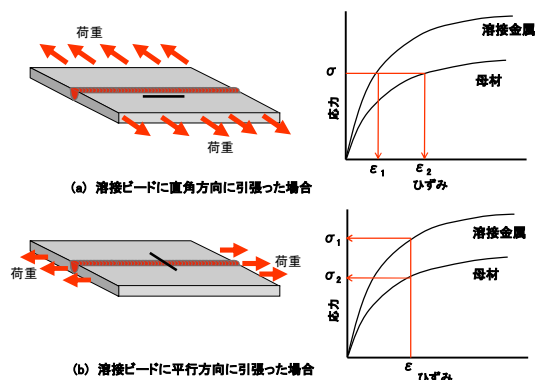 荷重
荷重
(a) 溶接ビードに直角方向に引張った場合
溶接金属
母材
σ
応力
ε1
ε2
ひずみ
荷重
荷重
(b) 溶接ビードに平行方向に引張った場合
溶接金属
母材
σ1
σ2
応力
ε
ひずみ